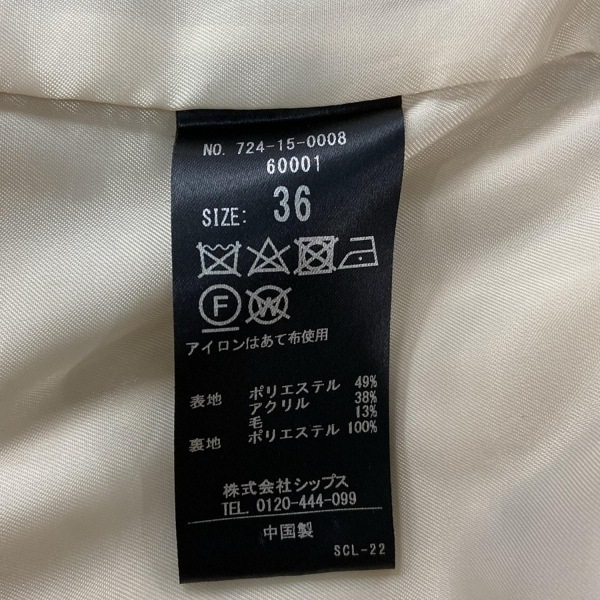 NO. 724-15-0008
60001
SIZE: 36
F W
アイロンはあて布使用
表地 ポリエステル 49%
アクリル 38%
毛 13%
裏地 ポリエステル 100%
株式会社シップス
TEL. 0120-444-099
中国製
SCL-22